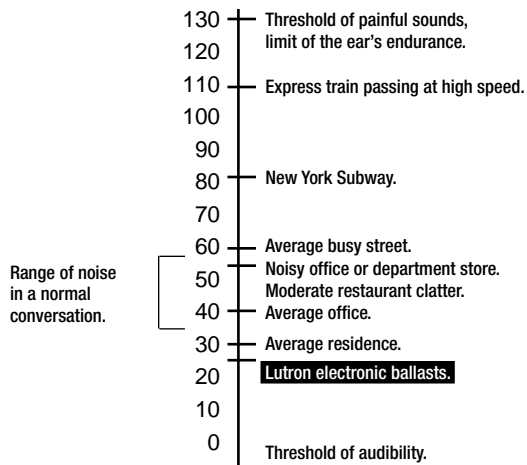 130
Threshold of painful sounds,
limit of the ear's endurance.
120
110
Express train passing at high speed.
100
90
80
New York Subway.
70
60
Average busy street.
Range of noise
in a normal
conversation.
50
Noisy office or department store.
Moderate restaurant clatter.
40
Average office.
30
Average residence.
20
Lutron electronic ballasts.
10
0
Threshold of audibility.